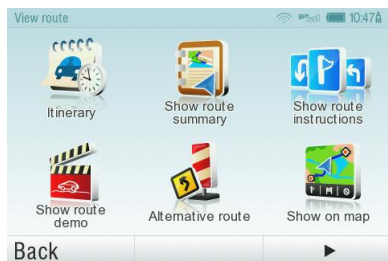 View route
10:47A
Itinerary
Show route
summary
Show route
instructions
Show route
demo
Alternative route
Show on map
Back